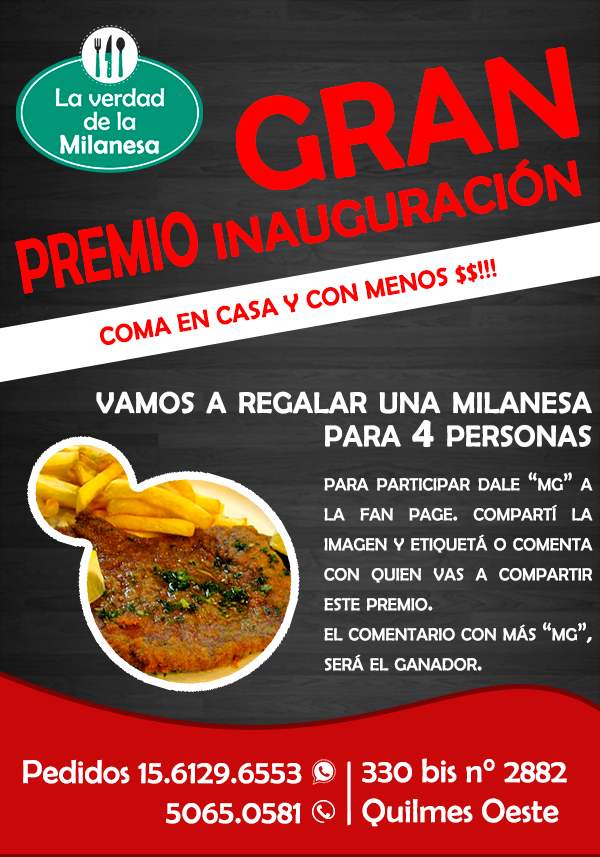 La verdad
de la
Milanesa
GRAN
PREMIO INAUGURACIÓN
COMA EN CASA Y CON MENOS $$!!!
VAMOS A REGALAR UNA MILANESA
PARA 4 PERSONAS
PARA PARTICIPAR DALE “MG” A
LA FAN PAGE. COMPARTÍ LA
IMAGEN Y ETIQUETÁ O COMENTA
CON QUIEN VAS A COMPARTIR
ESTE PREMIO.
EL COMENTARIO CON MÁS “MG”,
SERÁ EL GANADOR.
Pedidos 15.6129.6553
5065.0581
330 bis nº 2882
Quilmes Oeste